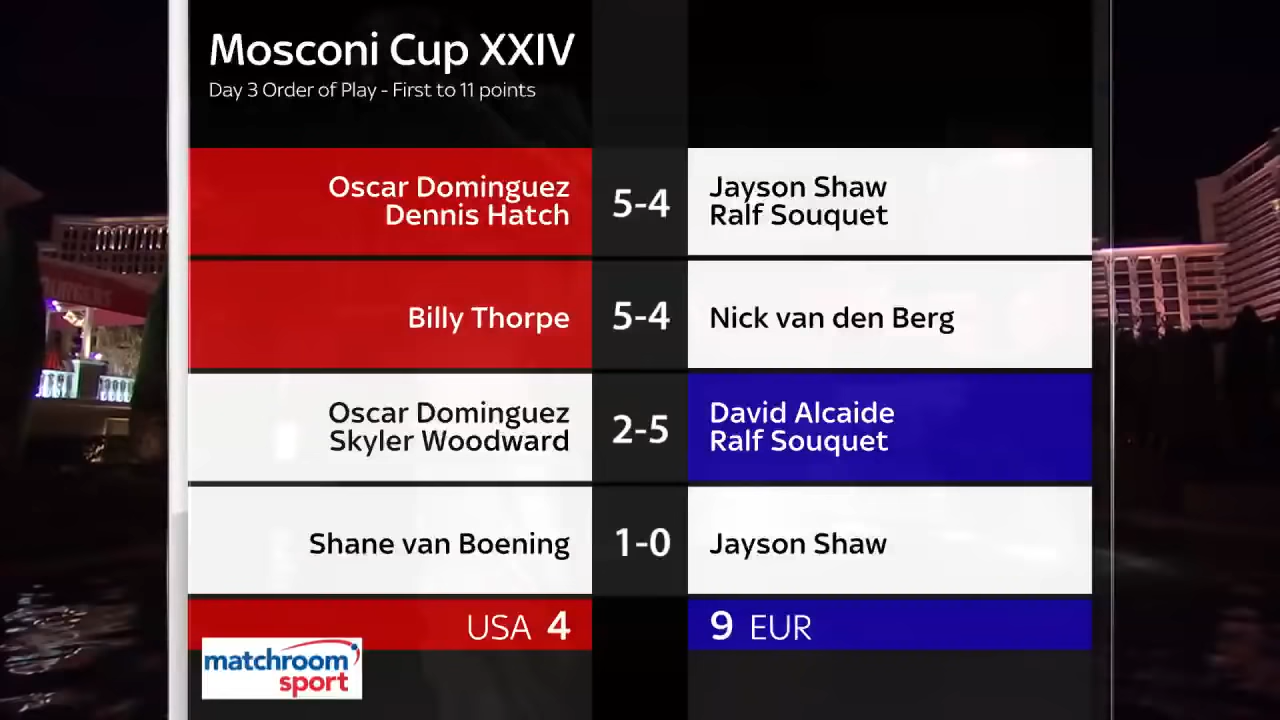 Mosconi Cup XXIV
Day 3 Order of Play - First to 11 points
Oscar Dominguez
Dennis Hatch
5-4
Jayson Shaw
Ralf Souquet
Billy Thorpe
5-4
Nick van den Berg
Oscar Dominguez
Skyler Woodward
2-5
David Alcaide
Ralf Souquet
Shane van Boening
1-0
Jayson Shaw
USA 4
9 EUR
matchroom
sport